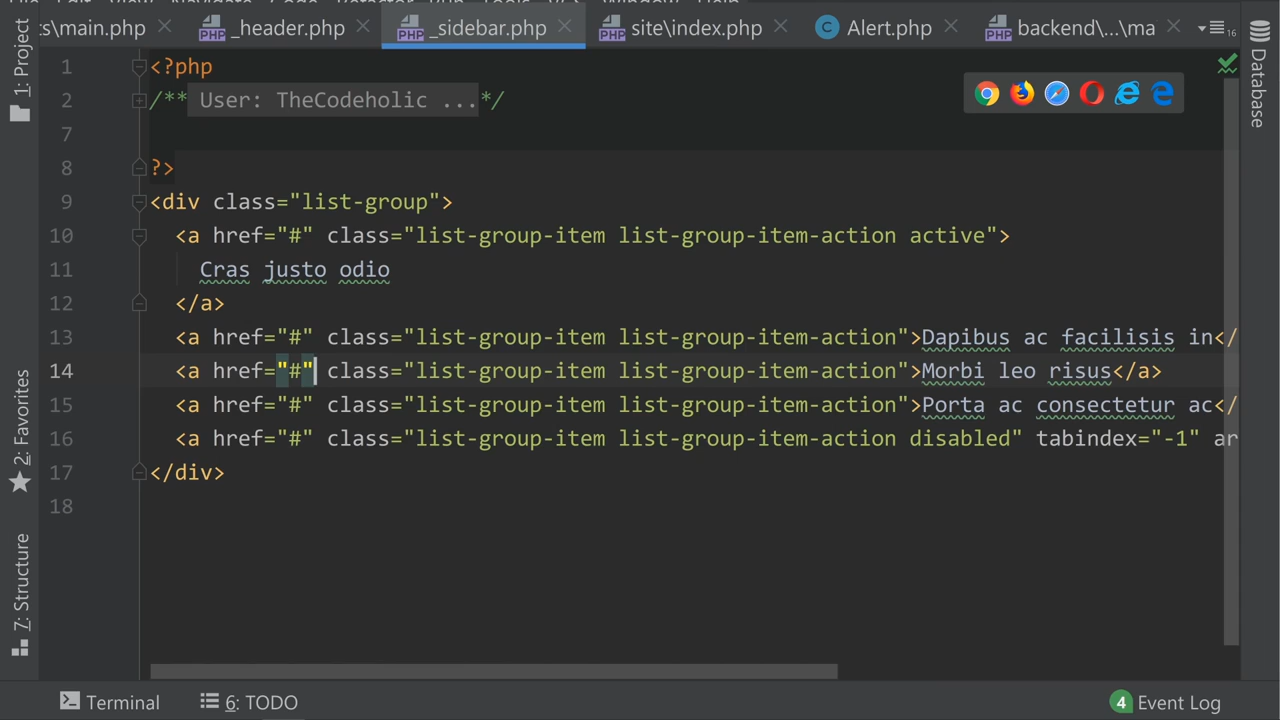 ts\main.php
_header.php
_sidebar.php
site\index.php
Alert.php
backend\...\ma
16
1: Project
2: Favorites
7: Structure
Database
1 <?php
2 /** User: TheCodeholic ...*/
7
8 ?>
9 <div class="list-group">
10 <a href="#" class="list-group-item list-group-item-action active">
11 Cras justo odio
12 </a>
13 <a href="#" class="list-group-item list-group-item-action">Dapibus ac facilisis in</
14 <a href="#" class="list-group-item list-group-item-action">Morbi leo risus</a>
15 <a href="#" class="list-group-item list-group-item-action">Porta ac consectetur ac</
16 <a href="#" class="list-group-item list-group-item-action disabled" tabindex="-1" ar
17 </div>
18
Terminal
6: TODO
4 Event Log